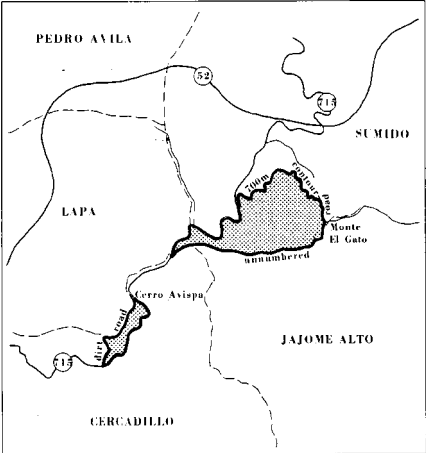 PEDRO AVILA
52
715
SUMIDO
700m contour
road
LAPA
Monte
El Gato
unnumbered
Cerro Avispa
dirt road
JAJOME ALTO
715
CERCADILLO